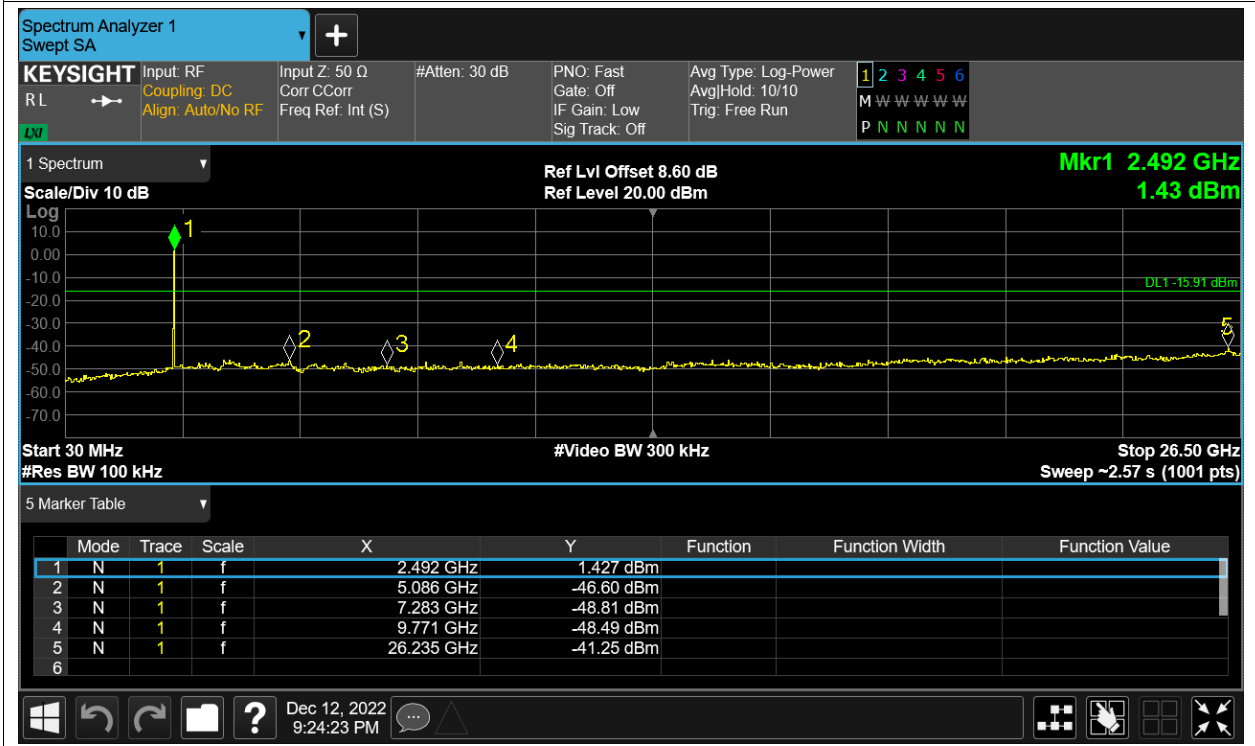 Spectrum Analyzer 1
Swept SA
+
KEYSIGHT
R L
LXI
Input: RF
Coupling: DC
Align: Auto/No RF
Input Z: 50 Ω
Corr CCorr
Freq Ref: Int (S)
#Atten: 30 dB
PNO: Fast
Gate: Off
IF Gain: Low
Sig Track: Off
Avg Type: Log-Power
Avg|Hold: 10/10
Trig: Free Run
1 2 3 4 5 6
M W W W W W
P N N N N N
1 Spectrum
Scale/Div 10 dB
Ref Lvl Offset 8.60 dB
Ref Level 20.00 dBm
Mkr1 2.492 GHz
1.43 dBm
Log
10.0
0.00
-10.0
-20.0
-30.0
-40.0
-50.0
-60.0
-70.0
1
2
3
4
5
DL1 -15.91 dBm
Start 30 MHz
#Video BW 300 kHz
Stop 26.50 GHz
#Res BW 100 kHz
Sweep ~2.57 s (1001 pts)
5 Marker Table
Mode Trace Scale X Y Function Function Width Function Value
1 N 1 f 2.492 GHz 1.427 dBm
2 N 1 f 5.086 GHz -46.60 dBm
3 N 1 f 7.283 GHz -48.81 dBm
4 N 1 f 9.771 GHz -48.49 dBm
5 N 1 f 26.235 GHz -41.25 dBm
6
?
Dec 12, 2022
9:24:23 PM